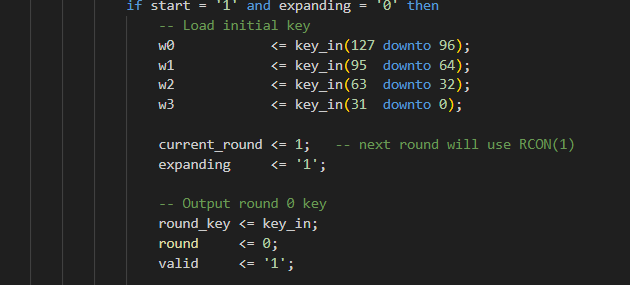 if start = '1' and expanding = '0' then
-- Load initial key
w0 <= key_in(127 downto 96);
w1 <= key_in(95 downto 64);
w2 <= key_in(63 downto 32);
w3 <= key_in(31 downto 0);
current_round <= 1; -- next round will use RCON(1)
expanding <= '1';
-- Output round 0 key
round_key <= key_in;
round <= 0;
valid <= '1';